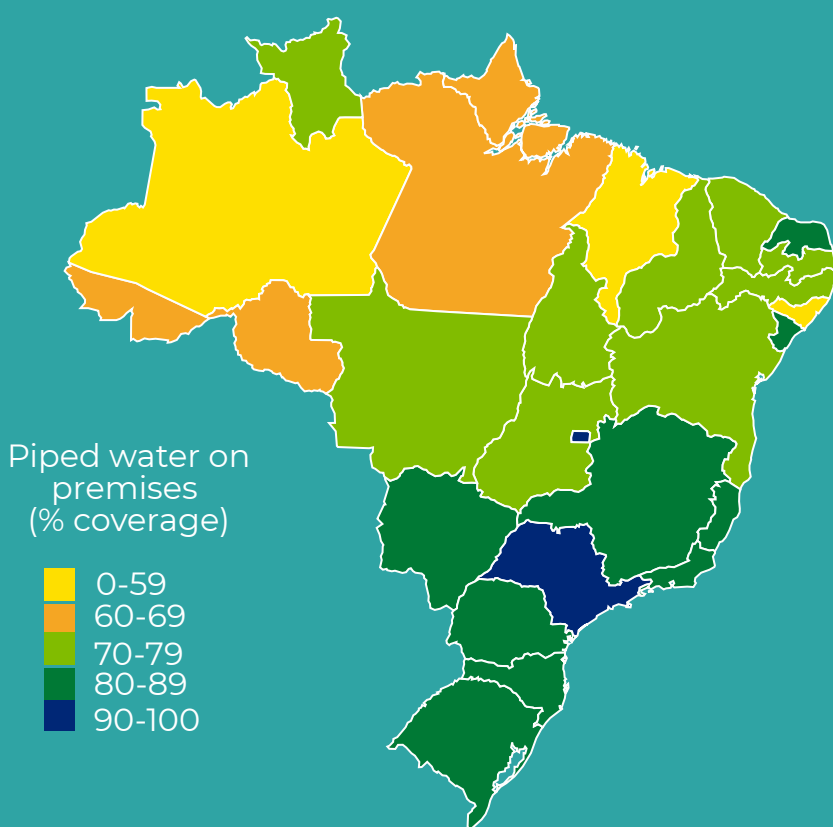 Piped water on
premises
(% coverage)
0-59
60-69
70-79
80-89
90-100